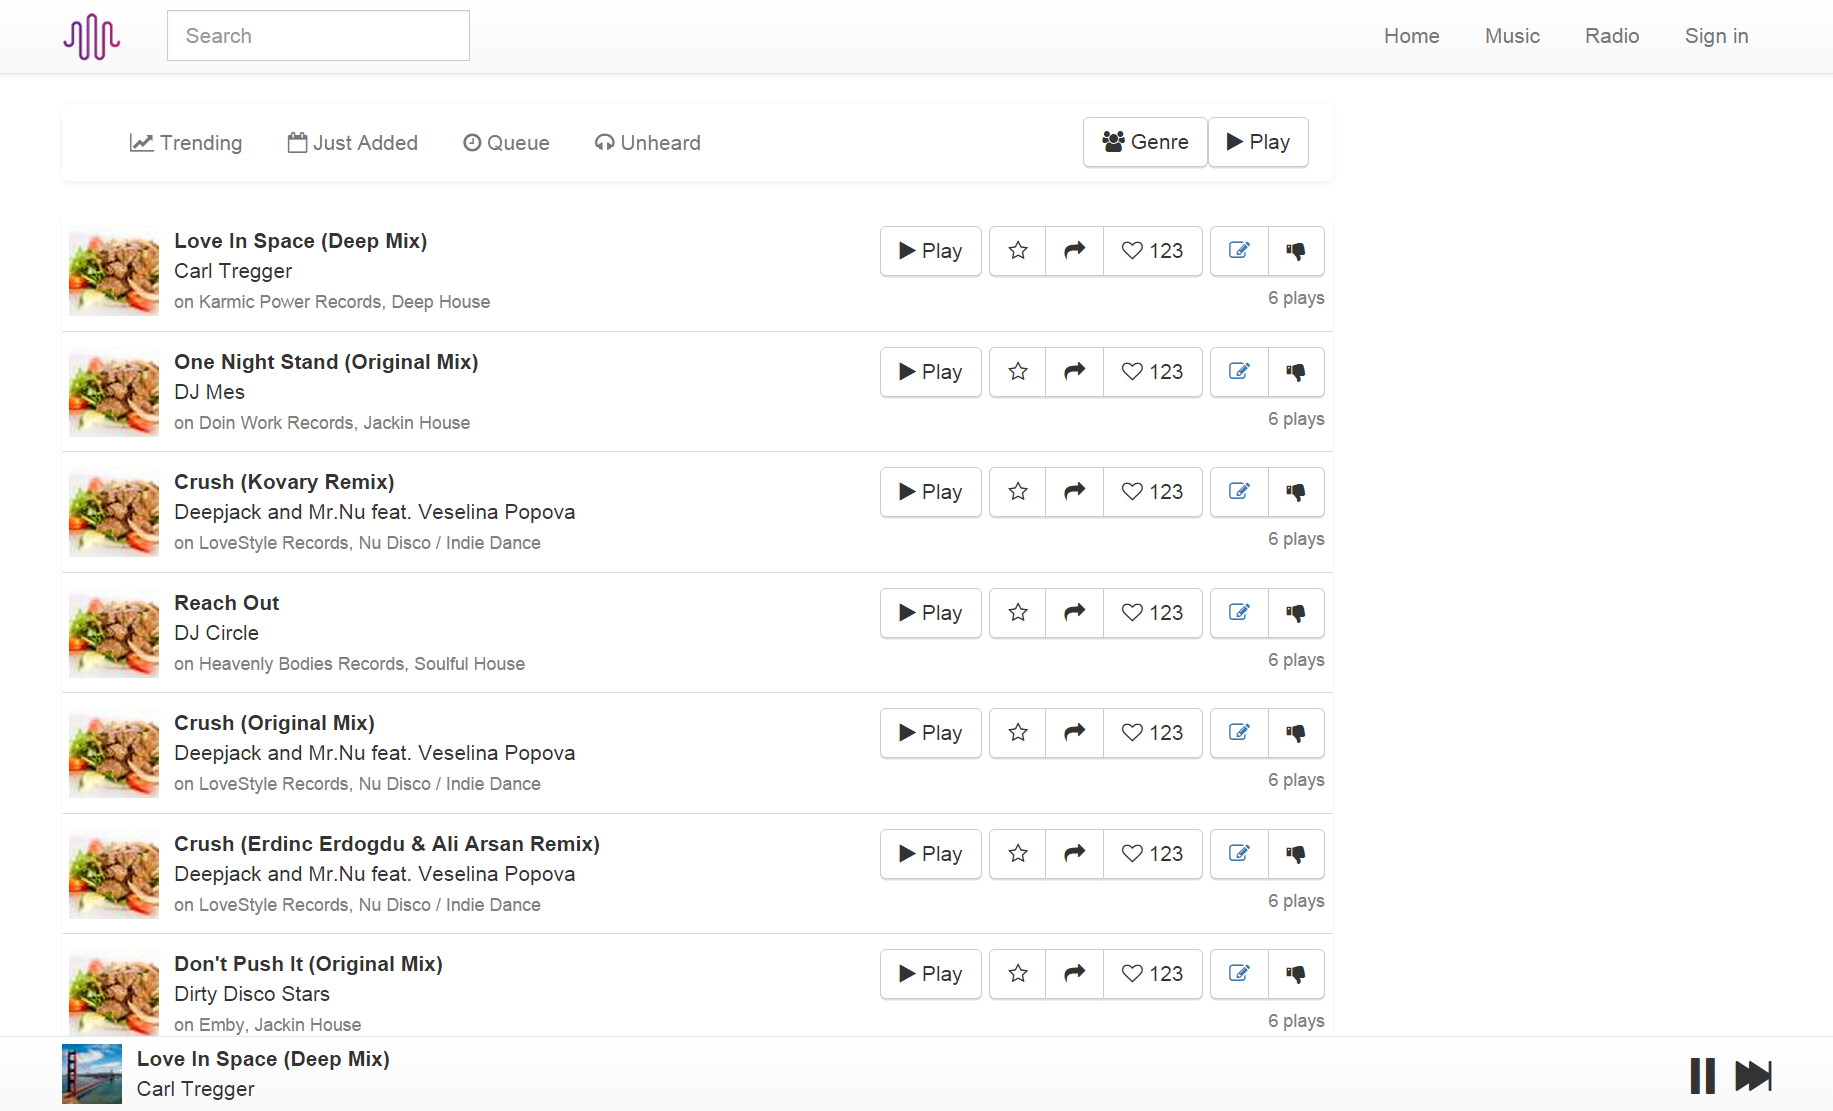 Search
Home Music Radio Sign in
Trending Just Added Queue Unheard Genre Play
Love In Space (Deep Mix)
Carl Tregger
on Karmic Power Records, Deep House
Play 123
6 plays
One Night Stand (Original Mix)
DJ Mes
on Doin Work Records, Jackin House
Play 123
6 plays
Crush (Kovary Remix)
Deepjack and Mr.Nu feat. Veselina Popova
on LoveStyle Records, Nu Disco / Indie Dance
Play 123
6 plays
Reach Out
DJ Circle
on Heavenly Bodies Records, Soulful House
Play 123
6 plays
Crush (Original Mix)
Deepjack and Mr.Nu feat. Veselina Popova
on LoveStyle Records, Nu Disco / Indie Dance
Play 123
6 plays
Crush (Erdinc Erdogdu & Ali Arsan Remix)
Deepjack and Mr.Nu feat. Veselina Popova
on LoveStyle Records, Nu Disco / Indie Dance
Play 123
6 plays
Don't Push It (Original Mix)
Dirty Disco Stars
on Emby, Jackin House
Play 123
6 plays
Love In Space (Deep Mix)
Carl Tregger